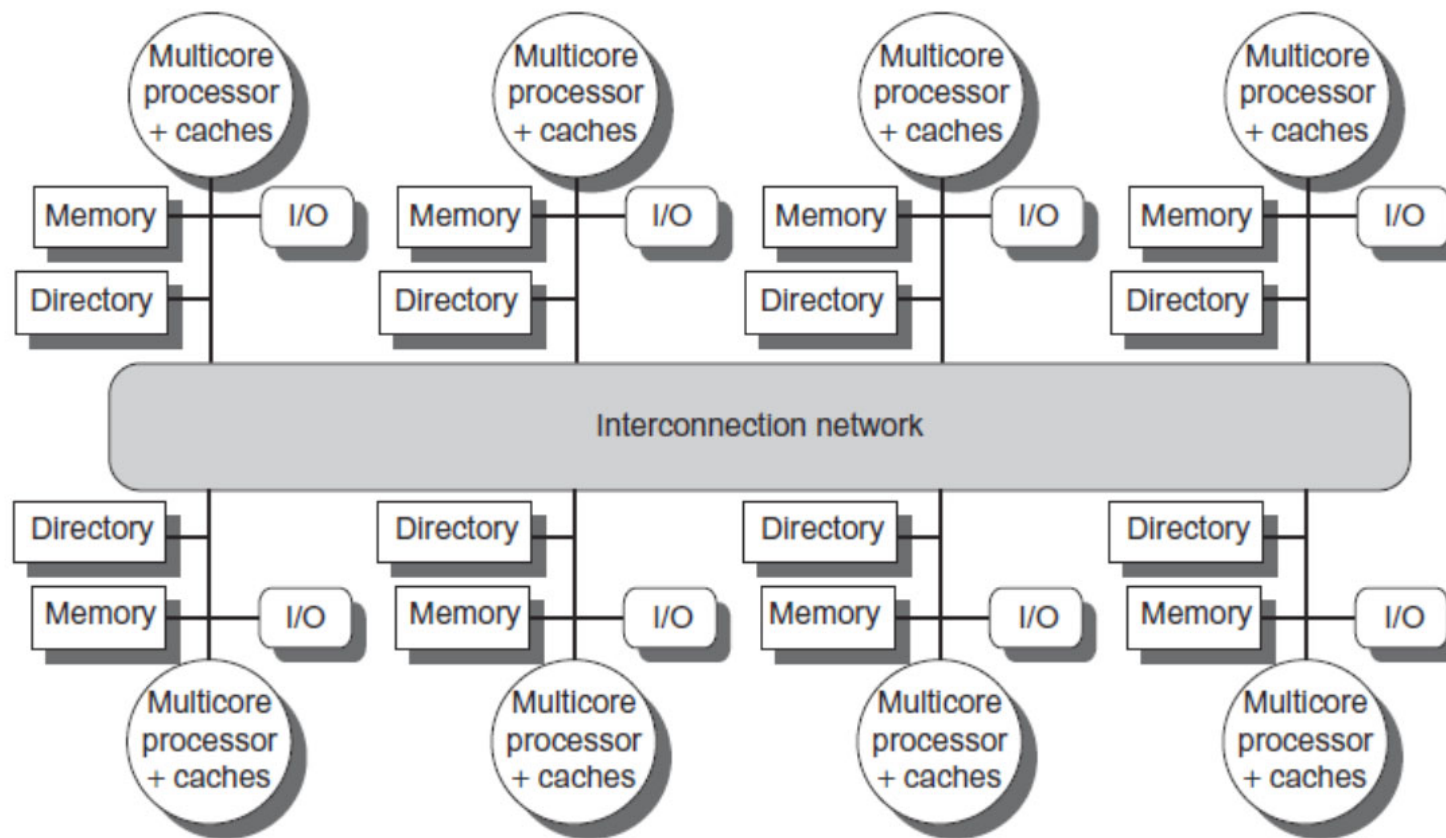 Multicore
processor
+ caches
Multicore
processor
+ caches
Multicore
processor
+ caches
Multicore
processor
+ caches
Memory
I/O
Memory
I/O
Memory
I/O
Memory
I/O
Directory
Directory
Directory
Directory
Interconnection network
Directory
Directory
Directory
Directory
Memory
I/O
Memory
I/O
Memory
I/O
Memory
I/O
Multicore
processor
+ caches
Multicore
processor
+ caches
Multicore
processor
+ caches
Multicore
processor
+ caches